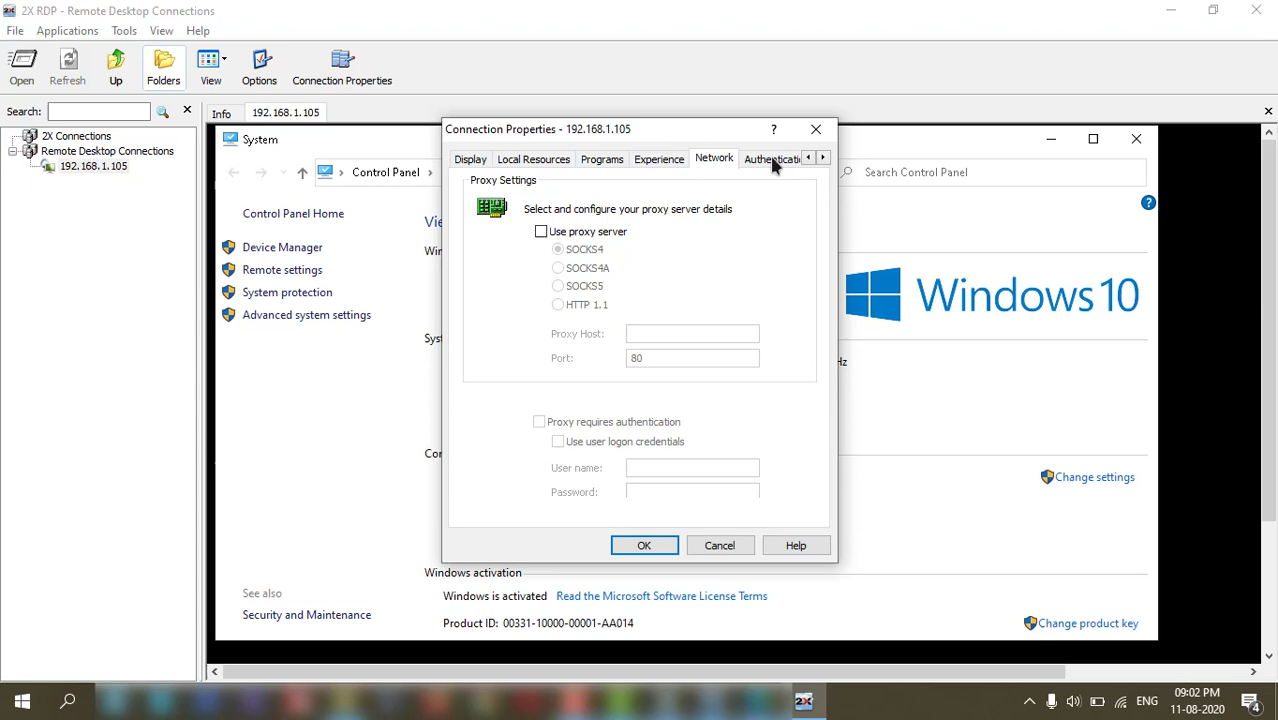 2X RDP - Remote Desktop Connections
File Applications Tools View Help
Open Refresh Up Folders View Options Connection Properties
Search:
Info 192.168.1.105
2X Connections
Remote Desktop Connections
192.168.1.105
System
Control Panel
Search Control Panel
Control Panel Home
Device Manager
Remote settings
System protection
Advanced system settings
See also
Security and Maintenance
Windows 10
Hz
Change settings
Windows activation
Windows is activated Read the Microsoft Software License Terms
Product ID: 00331-10000-00001-AA014
Change product key
Connection Properties - 192.168.1.105
Display Local Resources Programs Experience Network
Proxy Settings
Select and configure your proxy server details
Use proxy server
SOCKS4
SOCKS4A
SOCKS5
HTTP 1.1
Proxy Host:
Port: 80
Proxy requires authentication
Use user logon credentials
User name:
Password:
OK Cancel Help
ENG
09:02 PM
11-08-2020
4
2X